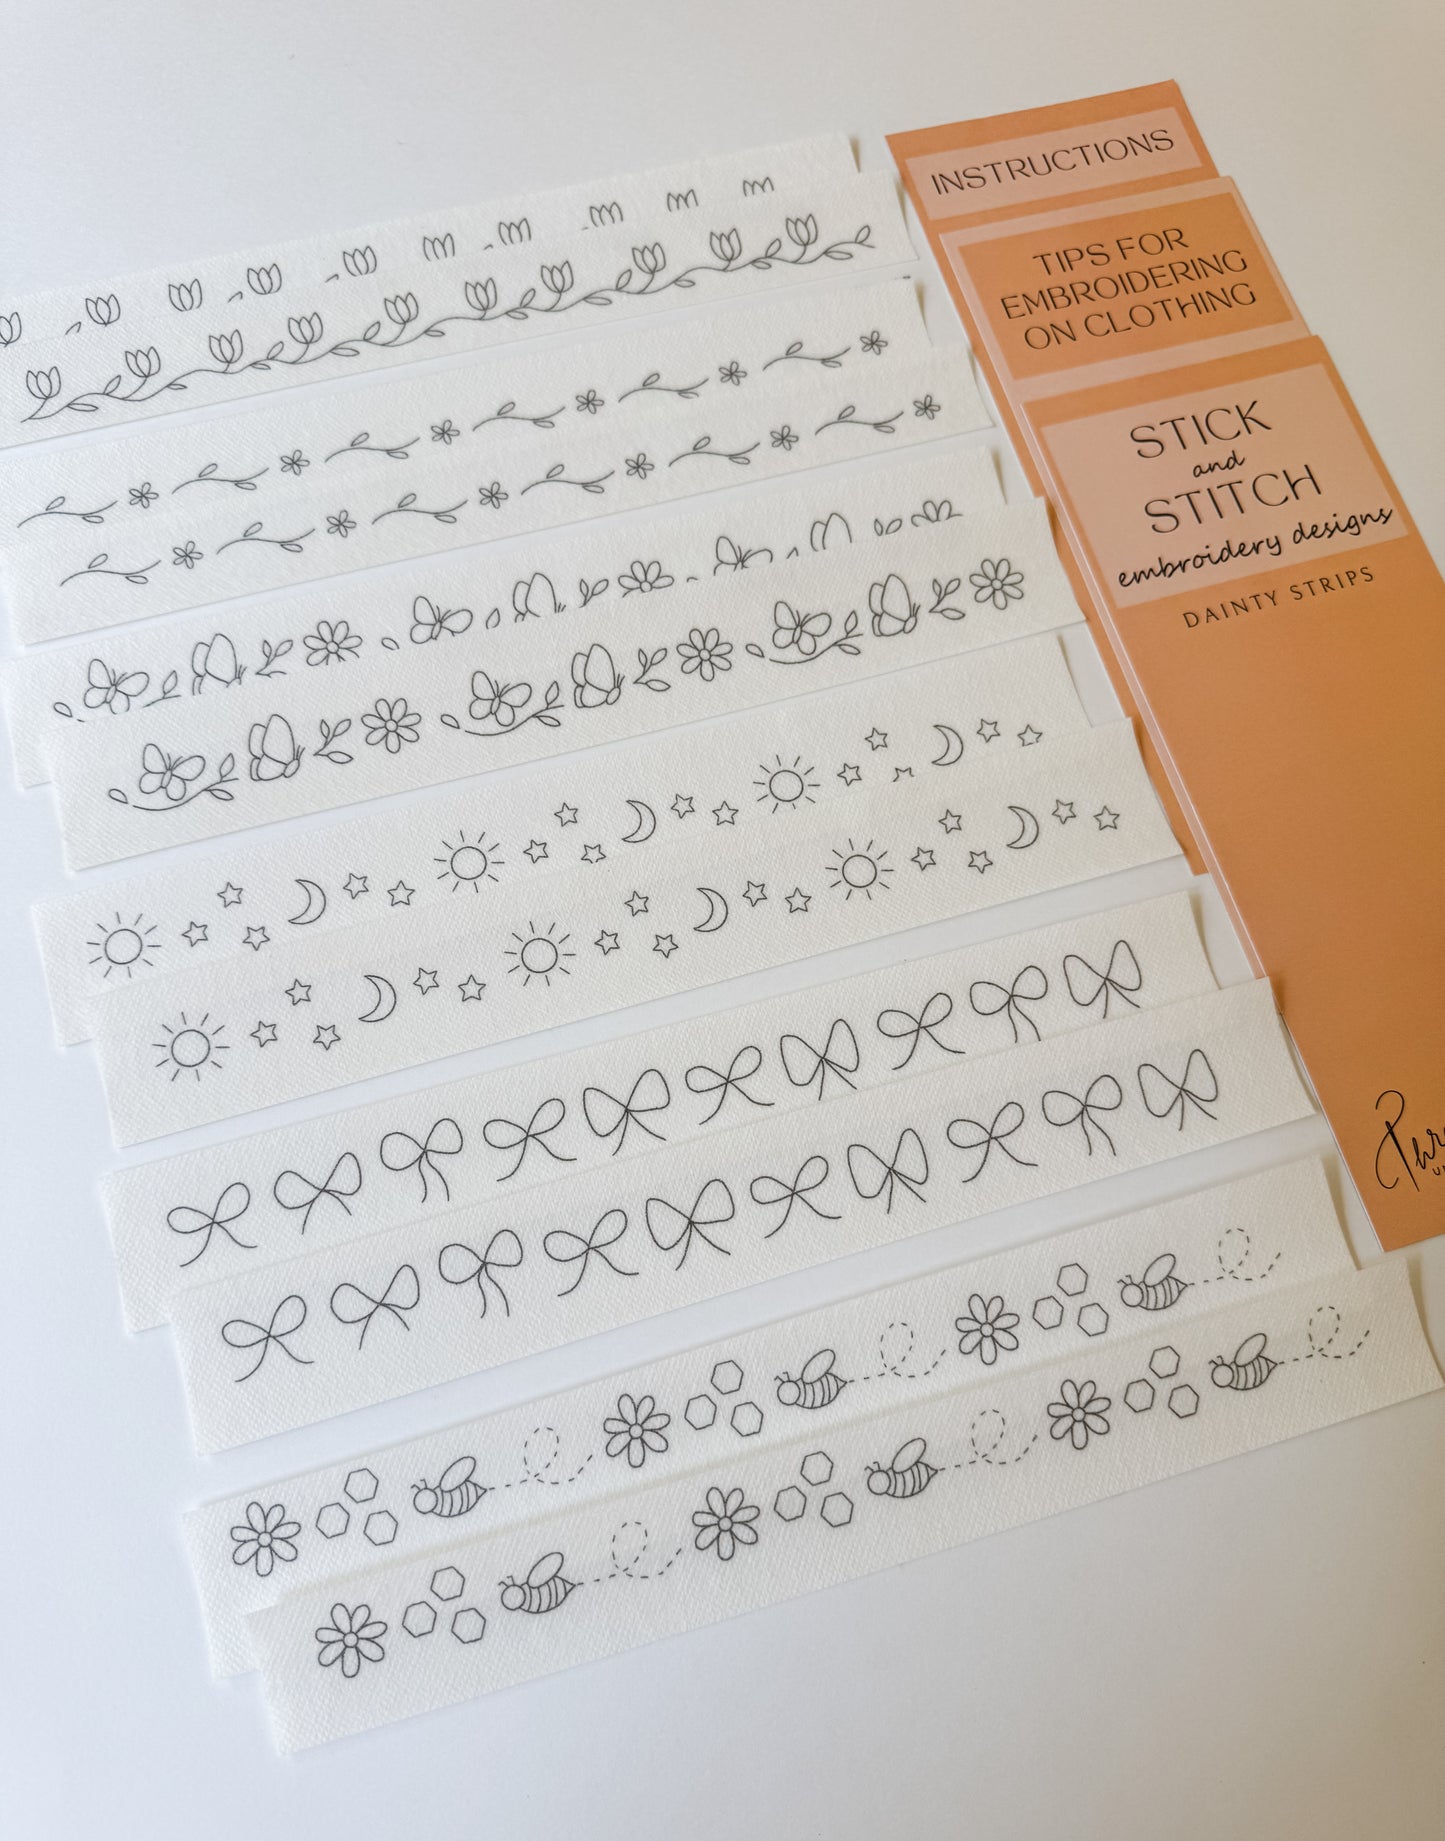 INSTRUCTIONS
TIPS FOR
EMBROIDERING
ON CLOTHING
STICK
and
STITCH
embroidery designs
DAINTY STRIPS